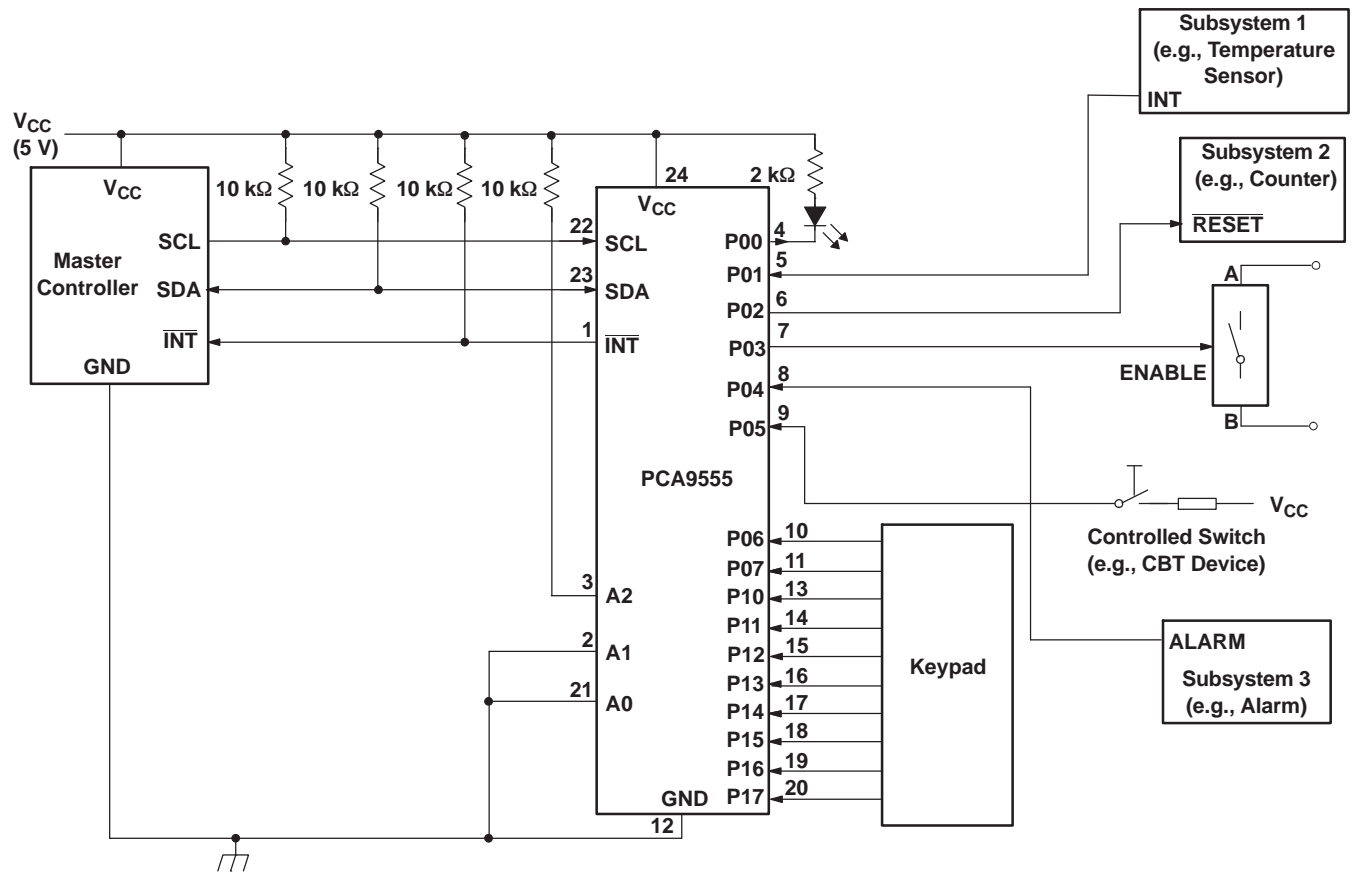 Subsystem 1
(e.g., Temperature
Sensor)
INT
VCC
(5 V)
VCC
10 kΩ
10 kΩ
10 kΩ
10 kΩ
24
VCC
2 kΩ
Subsystem 2
(e.g., Counter)
RESET
Master
Controller
SCL
SDA
INT
GND
22
SCL
23
SDA
1
INT
P00
4
P01
5
P02
6
P03
7
P04
8
P05
9
A
ENABLE
B
PCA9555
VCC
Controlled Switch
(e.g., CBT Device)
3
A2
2
A1
21
A0
P06
10
P07
11
P10
13
P11
14
P12
15
P13
16
P14
17
P15
18
P16
19
P17
20
Keypad
ALARM
Subsystem 3
(e.g., Alarm)
GND
12